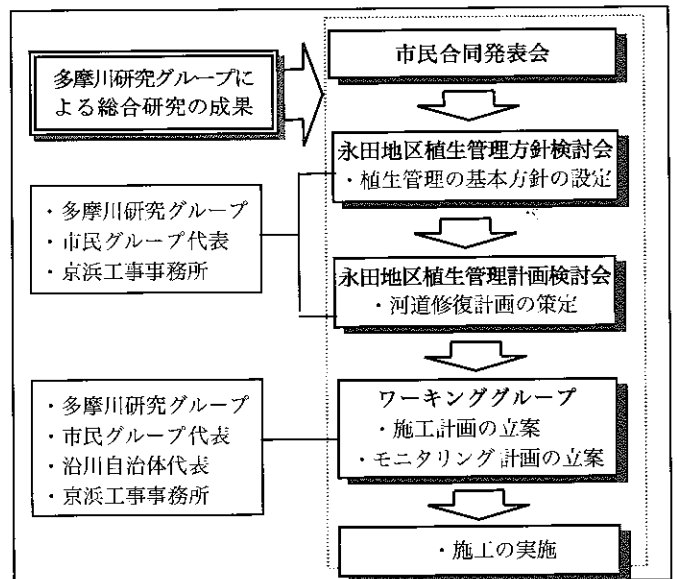 多摩川研究グループに
よる総合研究の成果
市民合同発表会
永田地区植生管理方針検討会
・植生管理の基本方針の設定
・多摩川研究グループ
・市民グループ代表
・京浜工事事務所
永田地区植生管理計画検討会
・河道修復計画の策定
・多摩川研究グループ
・市民グループ代表
・沿川自治体代表
・京浜工事事務所
ワーキンググループ
・施工計画の立案
・モニタリング計画の立案
・施工の実施